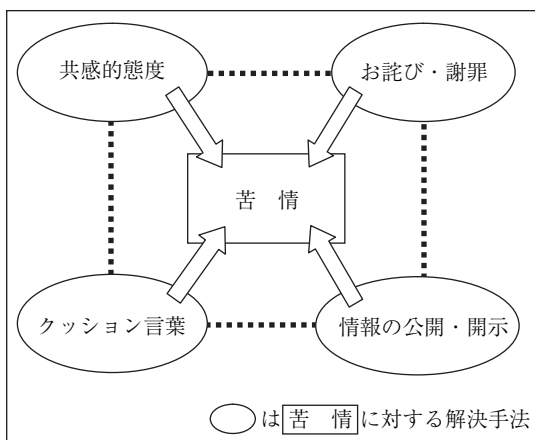 共感的態度
お詫び・謝罪
苦 情
クッション言葉
情報の公開・開示
は苦 情に対する解決手法